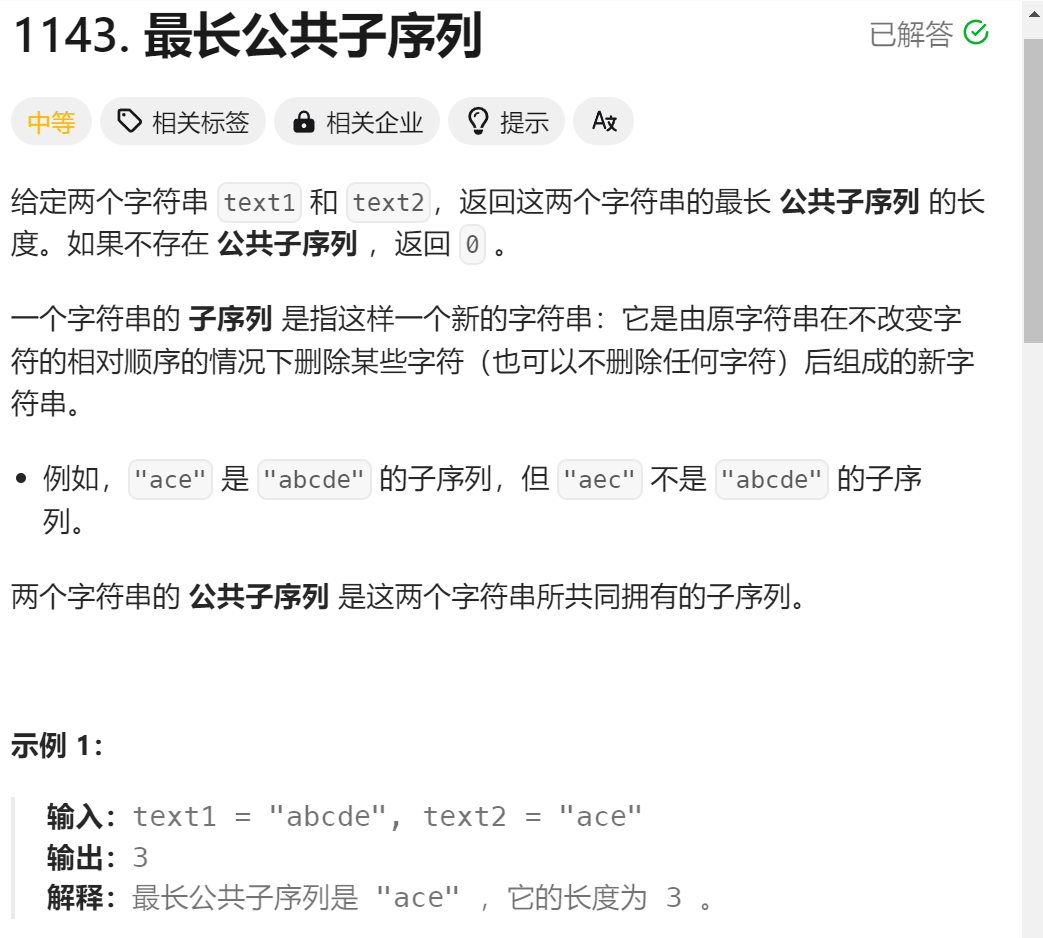 1143. 最长公共子序列
已解答
中等 相关标签 相关企业 提示 Aぇ
给定两个字符串 text1 和 text2，返回这两个字符串的最长 公共子序列 的长
度。如果不存在 公共子序列 ，返回 0 。
一个字符串的 子序列 是指这样一个新的字符串：它是由原字符串在不改变字
符的相对顺序的情况下删除某些字符（也可以不删除任何字符）后组成的新字
符串。
• 例如，"ace" 是 "abcde" 的子序列，但 "aec" 不是 "abcde" 的子序
列。
两个字符串的 公共子序列 是这两个字符串所共同拥有的子序列。
示例 1：
输入：text1 = "abcde", text2 = "ace"
输出：3
解释：最长公共子序列是 "ace" ，它的长度为 3 。